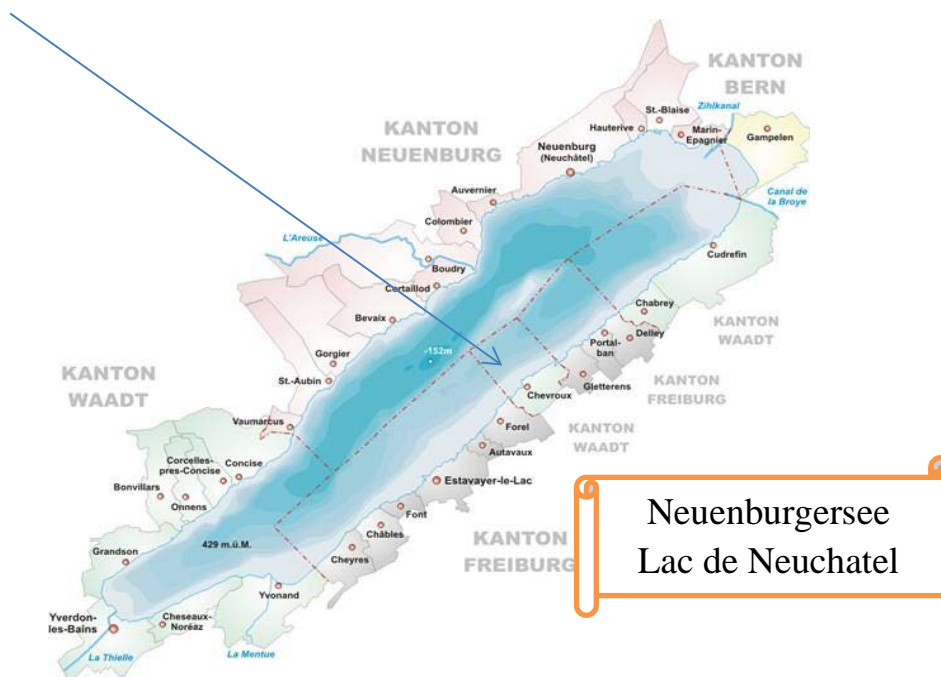 KANTON
BERN
Zihlkanal
St.-Blaise
Hauterive
Marin-
Epagnier
Gampelen
KANTON
NEUENBURG
Neuenburg
(Neuchâtel)
Canal de
la Broye
Auvernier
Colombier
L'Areuse
Boudry
Cudrefin
Cortaillod
Chabrey
Bevaix
KANTON
WAADT
Portal-
ban
Delley
-152m
Gorgier
KANTON
WAADT
St.-Aubin
Gletterens
KANTON
FREIBURG
Chevroux
Vaumarcus
Forel
KANTON
WAADT
Autavaux
Corcelles-
pres-Concise
Concise
Bonvillars
Onnens
Estavayer-le-Lac
Font
Châbles
KANTON
FREIBURG
Cheyres
429 m.ü.M.
Grandson
Yvonand
Yverdon-
les-Bains
Cheseaux-
Noréaz
La Thielle
La Mentue
Neuenburgersee
Lac de Neuchatel